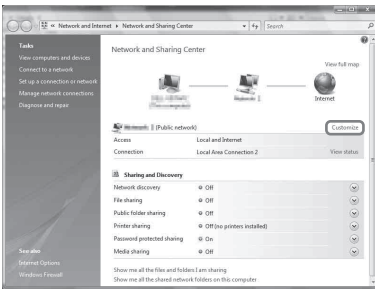 « Network and Internet ▸ Network and Sharing Center
Search
Tasks
View computers and devices
Connect to a network
Set up a connection or network
Manage network connections
Diagnose and repair
See also
Internet Options
Windows Firewall
Network and Sharing Center
View full map
Internet
(Public network)
Customize
Access Local and Internet
Connection Local Area Connection 2 View status
Sharing and Discovery
Network discovery Off
File sharing Off
Public folder sharing Off
Printer sharing Off (no printers installed)
Password protected sharing On
Media sharing Off
Show me all the files and folders I am sharing
Show me all the shared network folders on this computer